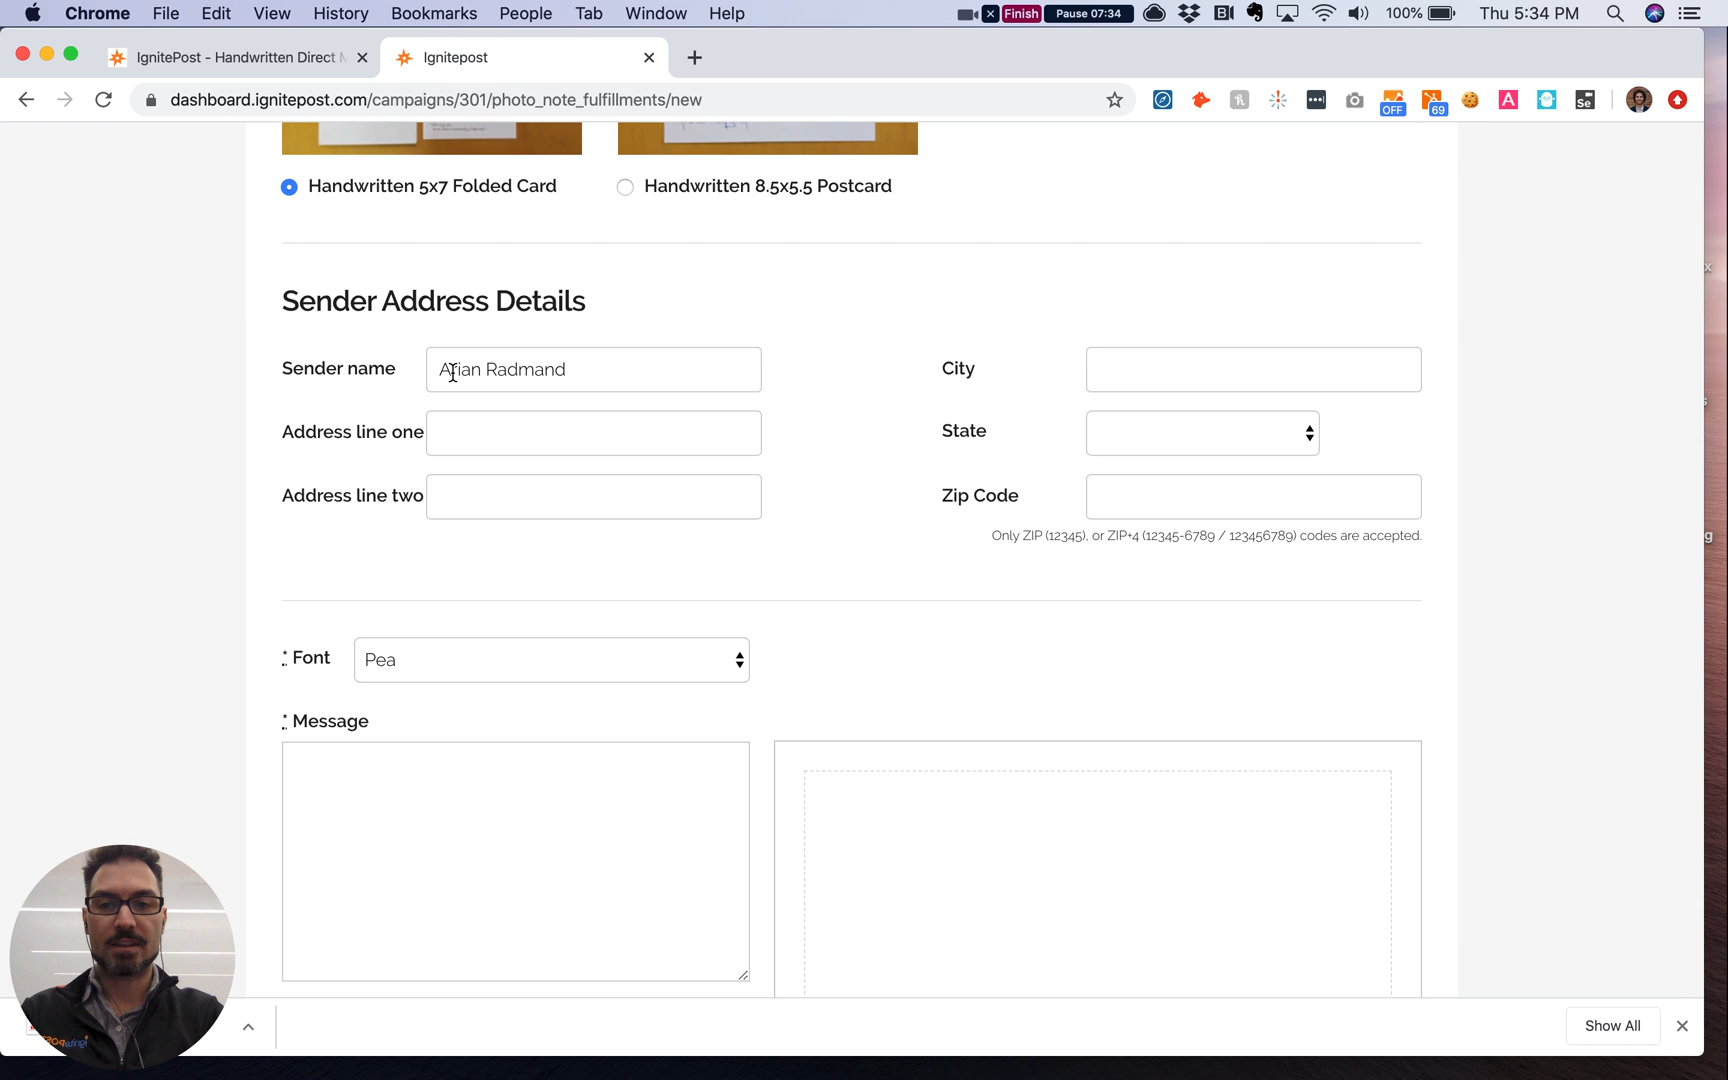 Chrome File Edit View History Bookmarks People Tab Window Help Finish Pause 07:34 100% Thu 5:34 PM
IgnitePost - Handwritten Direct M Ignitepost
dashboard.ignitepost.com/campaigns/301/photo_note_fulfillments/new
OFF 69 A Se
Handwritten 5x7 Folded Card Handwritten 8.5x5.5 Postcard
Sender Address Details
Sender name Arian Radmand City
Address line one State
Address line two Zip Code
Only ZIP (12345), or ZIP+4 (12345-6789 / 123456789) codes are accepted.
* Font Pea
* Message
Show All